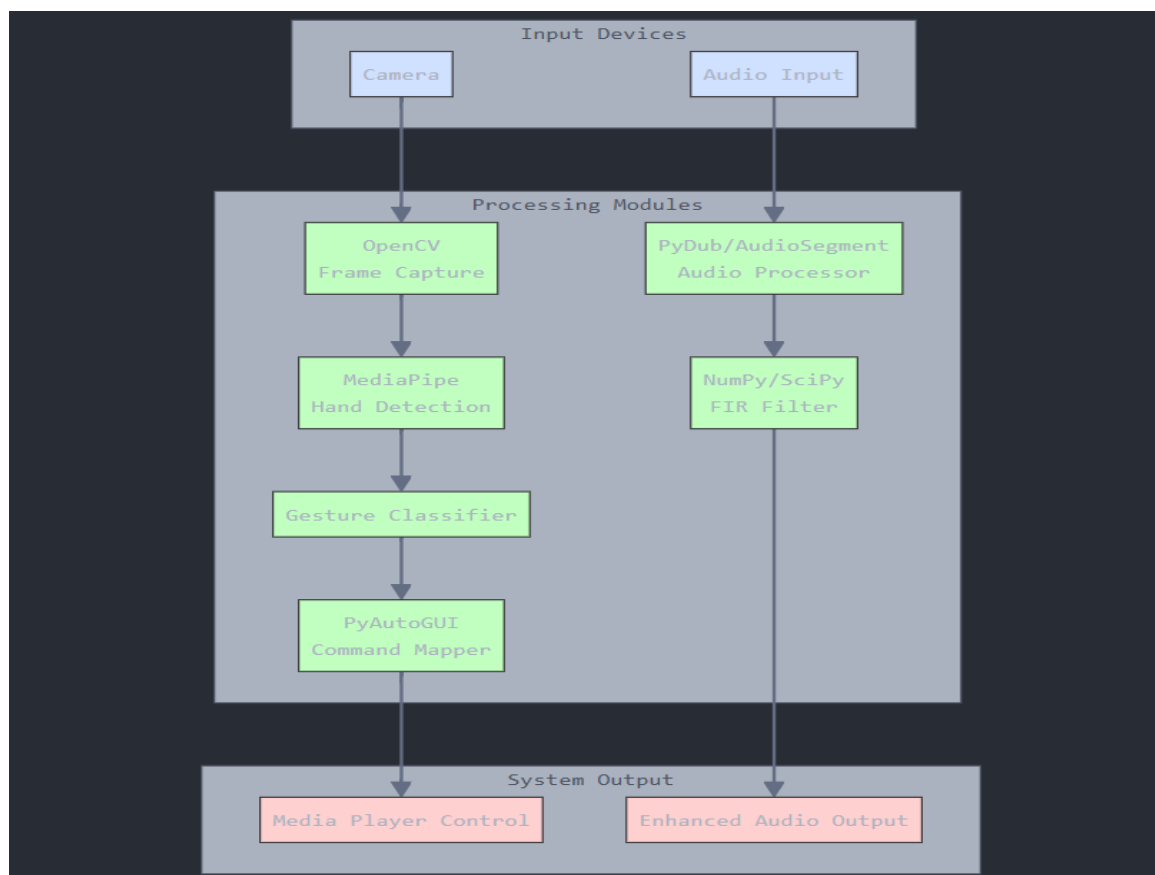 Input Devices
Camera
Audio Input
Processing Modules
OpenCV
Frame Capture
PyDub/AudioSegment
Audio Processor
MediaPipe
Hand Detection
NumPy/SciPy
FIR Filter
Gesture Classifier
PyAutoGUI
Command Mapper
System Output
Media Player Control
Enhanced Audio Output